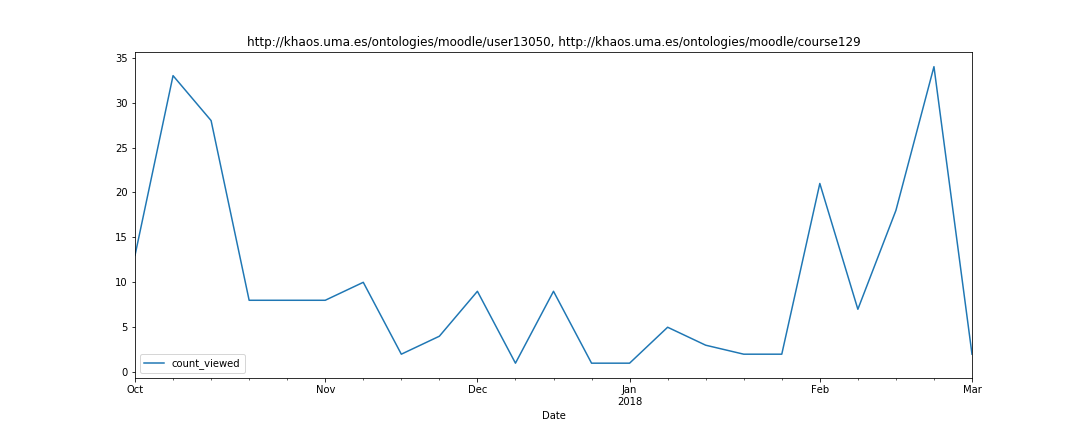 http://khaos.uma.es/ontologies/moodle/user13050, http://khaos.uma.es/ontologies/moodle/course129
35
30
25
20
15
10
5
0
count_viewed
Oct Nov Dec Jan Feb Mar
2018
Date